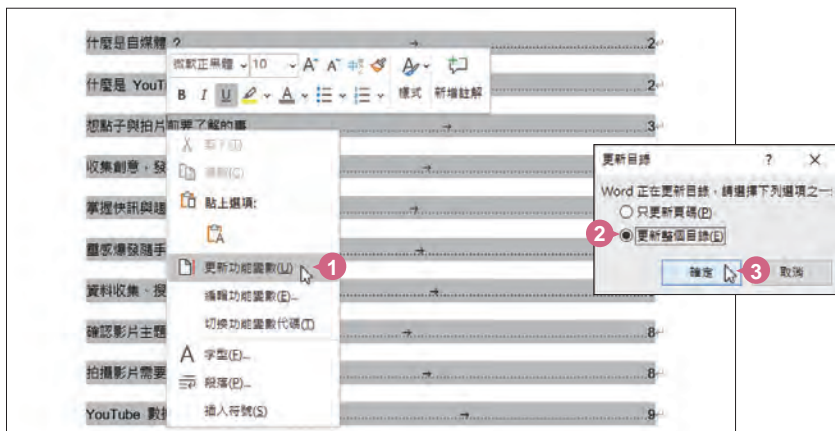 什麼是自媒體 ? → 2
微軟正黑體 10
什麼是 YouT 2
B I U A 樣式 新增註解
想點子與拍片前要了解的事 → 3
剪下(T)
收集創意,發 →
複製(C)
掌握快訊與趨 →
貼上選項:
靈感爆發隨手 →
更新功能變數(U) 1
資料收集、搜 →
編輯功能變數(E)...
確認影片主題 → 8
切換功能變數代碼(T)
拍攝影片需要 → 8
字型(F)...
段落(P)...
YouTube 數據 → 9
插入符號(S)
更新目錄 ? X
Word 正在更新目錄,請選擇下列選項之一:
只更新頁碼(P)
2 更新整個目錄(E)
確定 3 取消